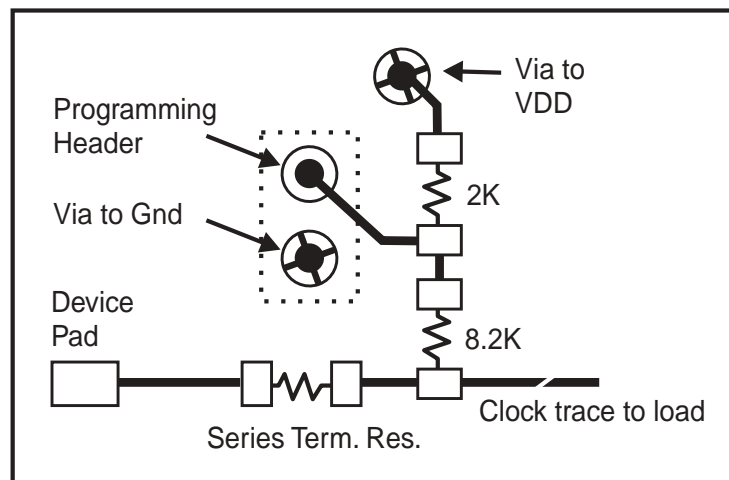 Via to
VDD
Programming
Header
2K
Via to Gnd
Device
Pad
8.2K
Clock trace to load
Series Term. Res.